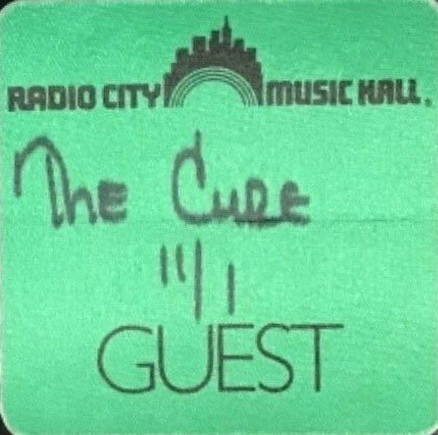 RADIO CITY MUSIC HALL
The Cure
11/1
GUEST